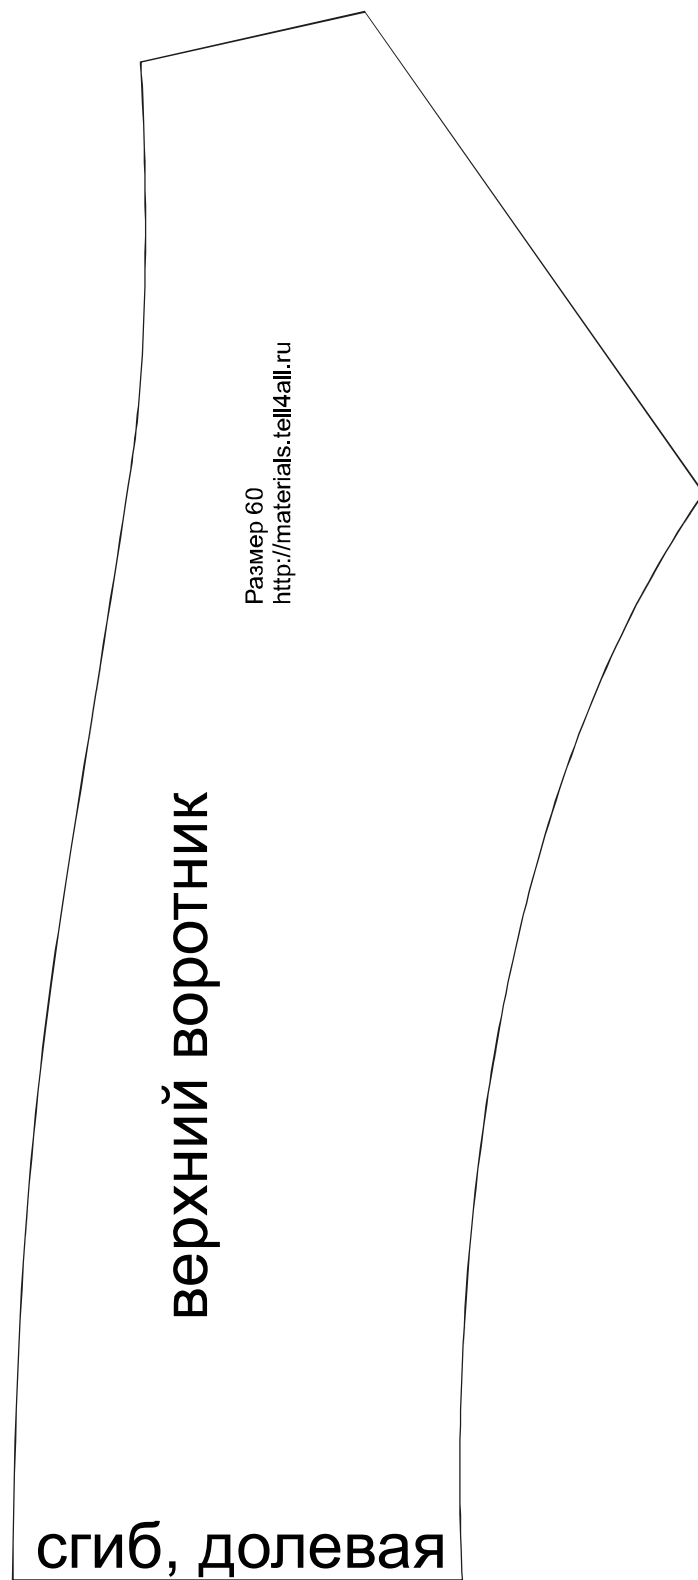 Размер 60
http://materials.tell4all.ru
верхний воротник
сгиб, долевая